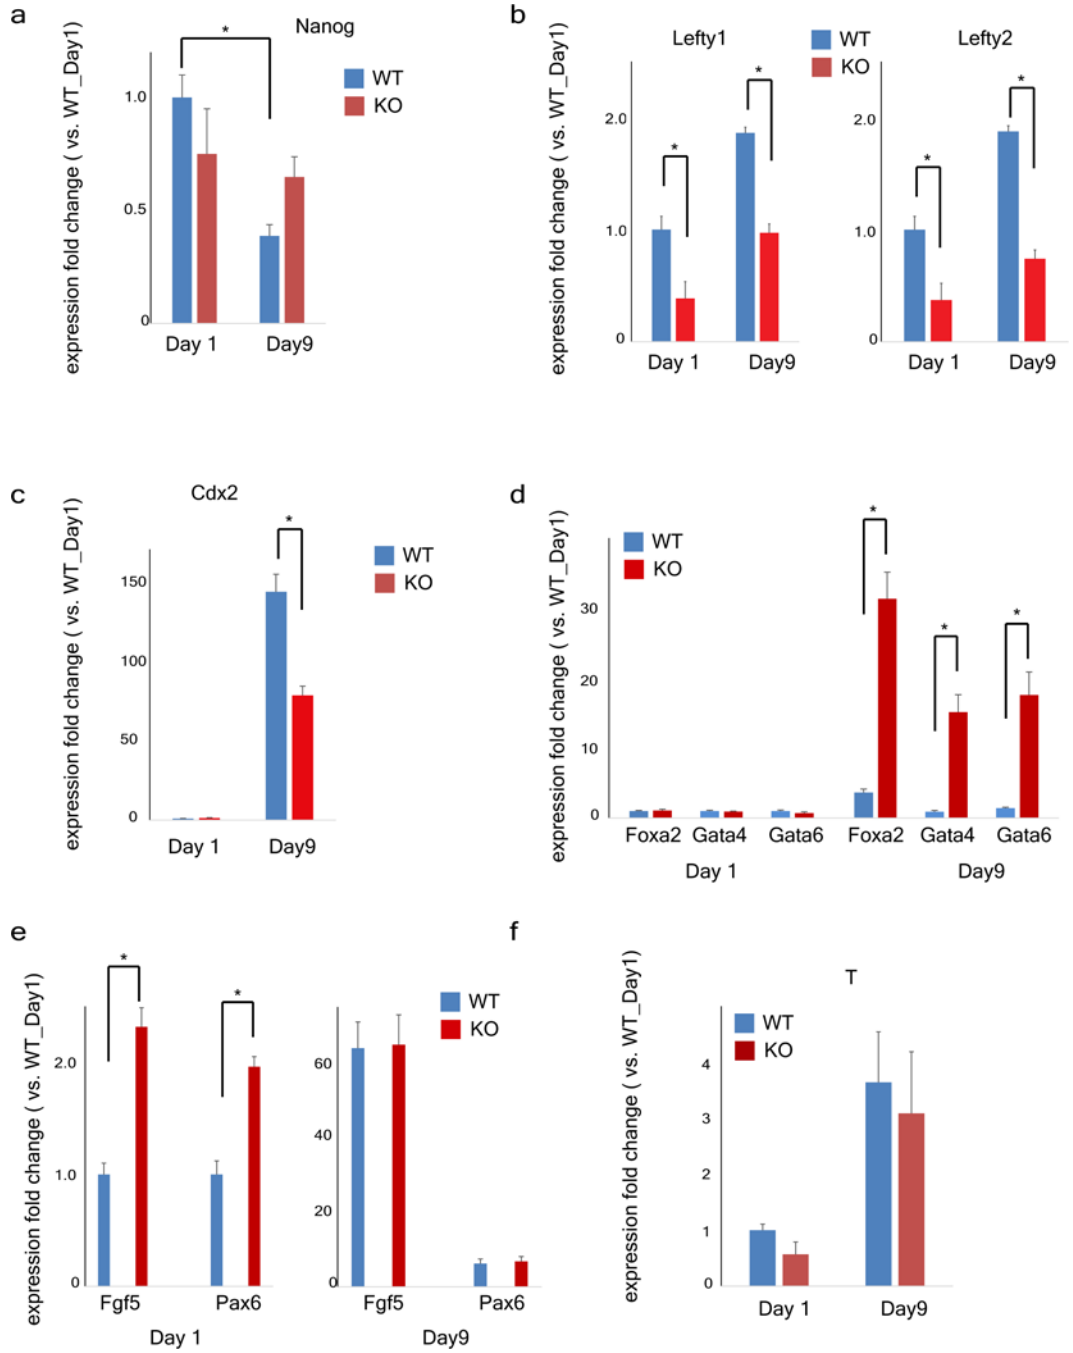 a
Nanog
expression fold change ( vs. WT_Day1)
*
WT
KO
1.0
0.5
0
Day 1
Day9
b
Lefty1
WT
KO
Lefty2
expression fold change ( vs. WT_Day1)
*
*
2.0
1.0
0
Day 1
Day9
*
*
2.0
1.0
0
Day 1
Day9
c
Cdx2
expression fold change ( vs. WT_Day1)
*
WT
KO
150
100
50
0
Day 1
Day9
d
expression fold change ( vs. WT_Day1)
WT
KO
*
*
*
30
20
10
0
Foxa2 Gata4 Gata6 Foxa2 Gata4 Gata6
Day 1 Day9
e
expression fold change ( vs. WT_Day1)
*
*
2.0
1.0
0
Fgf5 Pax6
Day 1
WT
KO
60
40
20
0
Fgf5 Pax6
Day9
f
T
expression fold change ( vs. WT_Day1)
WT
KO
4
3
2
1
0
Day 1
Day9